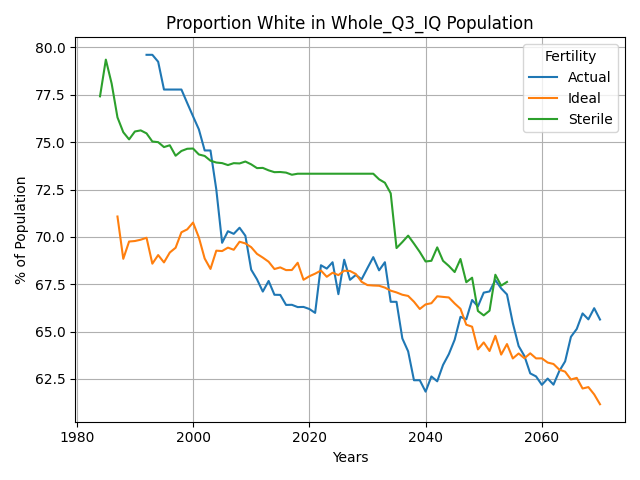 Proportion White in Whole_Q3_IQ Population
% of Population
80.0
77.5
75.0
72.5
70.0
67.5
65.0
62.5
Fertility
Actual
Ideal
Sterile
1980
2000
2020
2040
2060
Years